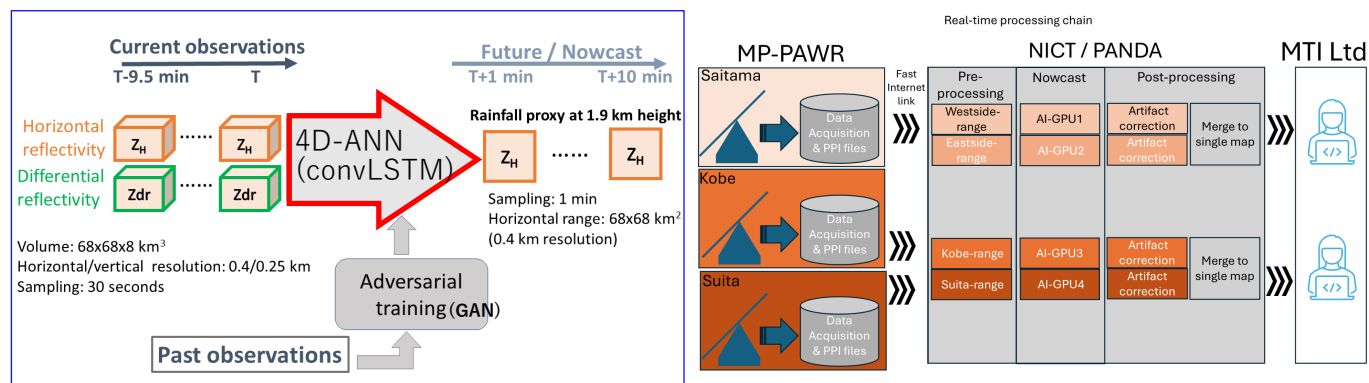 Current observations
T-9.5 min
T
Future / Nowcast
T+1 min
T+10 min
Horizontal
reflectivity
Z_H
......
Z_H
Differential
reflectivity
Zdr
......
Zdr
4D-ANN
(convLSTM)
Rainfall proxy at 1.9 km height
Z_H
......
Z_H
Sampling: 1 min
Horizontal range: 68x68 km²
(0.4 km resolution)
Volume: 68x68x8 km³
Horizontal/vertical resolution: 0.4/0.25 km
Sampling: 30 seconds
Adversarial
training (GAN)
Past observations
Real-time processing chain
MP-PAWR
NICT / PANDA
MTI Ltd
Saitama
Data
Acquisition
& PPI files
Kobe
Data
Acquisition
& PPI files
Suita
Data
Acquisition
& PPI files
Fast
Internet
link
Pre-
processing
Nowcast
Post-processing
Westside-
range
AI-GPU1
Artifact
correction
Eastside-
range
AI-GPU2
Artifact
correction
Merge to
single map
Kobe-range
AI-GPU3
Artifact
correction
Suita-range
AI-GPU4
Artifact
correction
Merge to
single map
</>
</>